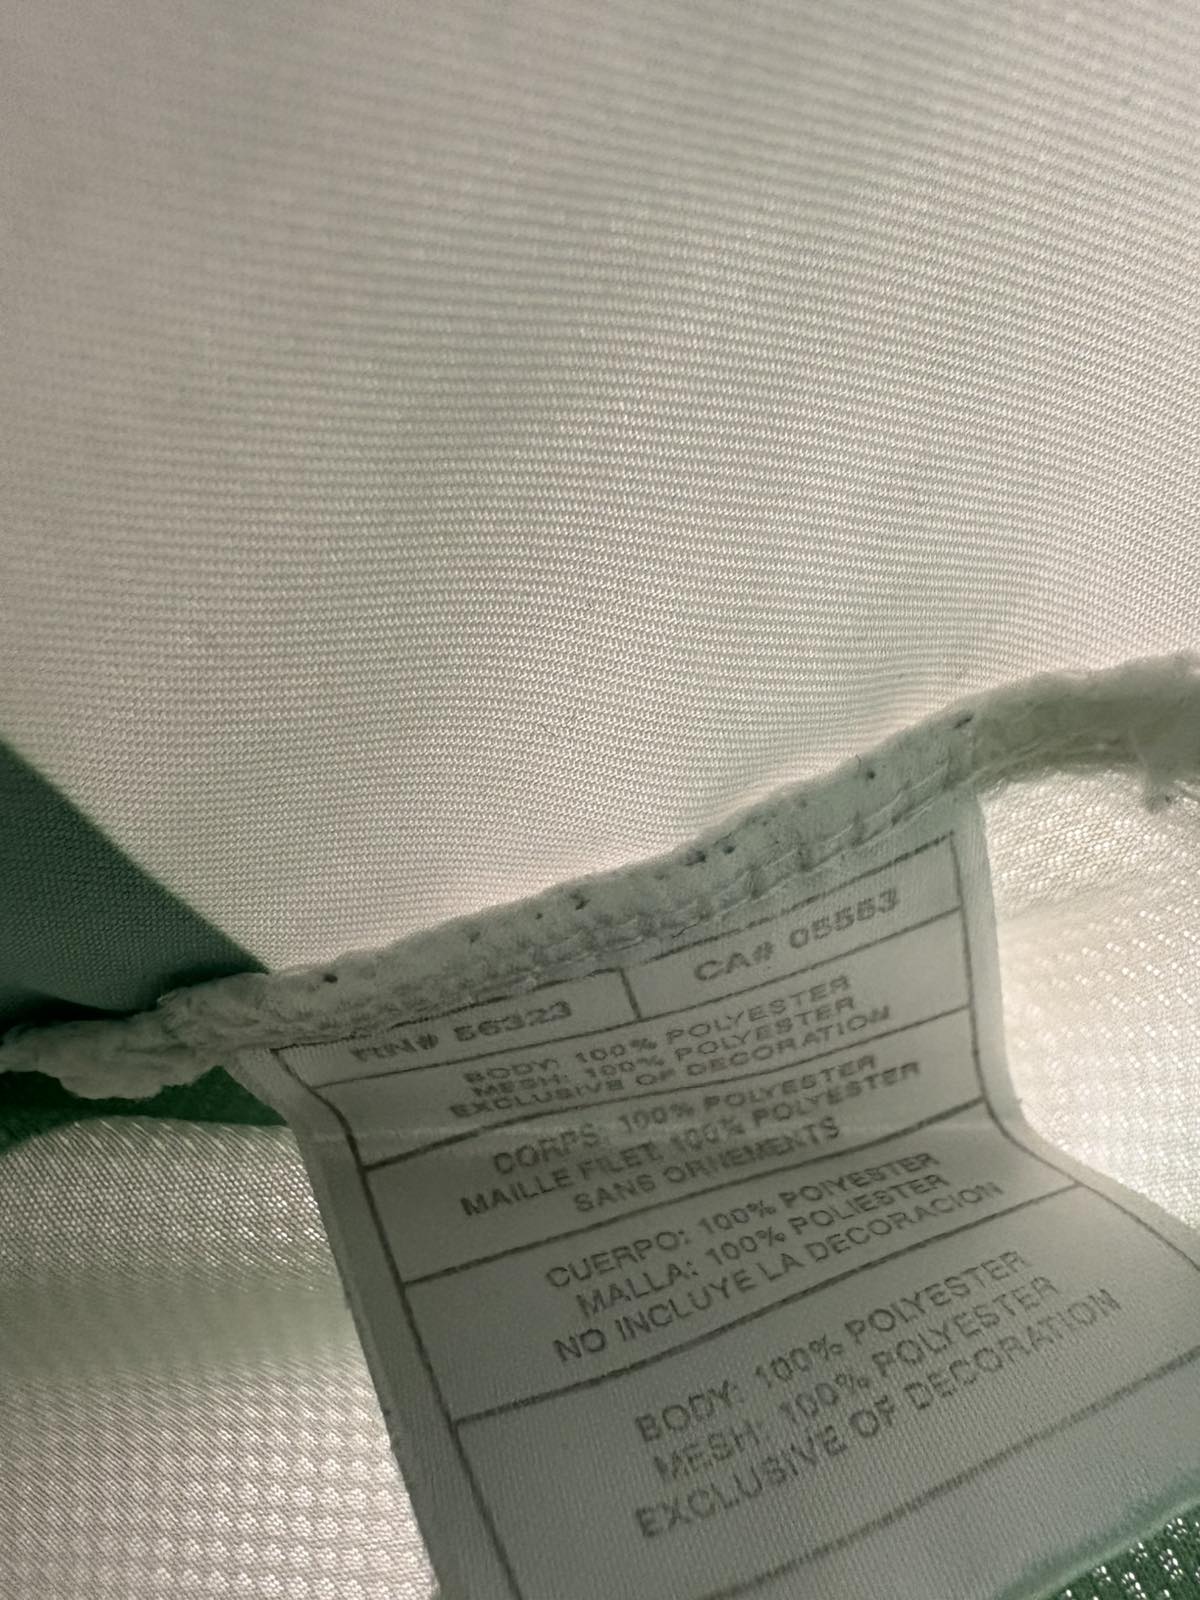 RN# 56323
CA# 05553
BODY: 100% POLYESTER
MESH: 100% POLYESTER
EXCLUSIVE OF DECORATION
CORPS: 100% POLYESTER
MAILLE FILET: 100% POLYESTER
SANS ORNEMENTS
CUERPO: 100% POIYESTER
MALLA: 100% POLIESTER
NO INCLUYE LA DECORACION
BODY: 100% POLYESTER
MESH: 100% POLYESTER
EXCLUSIVE OF DECORATION